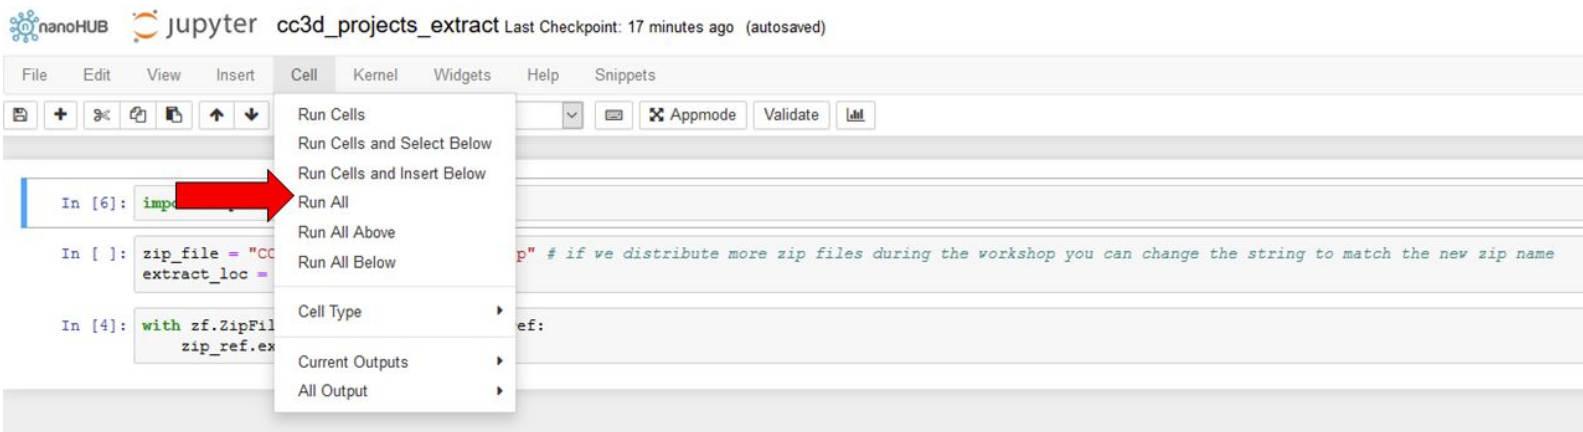 nanoHUB jupyter cc3d_projects_extract Last Checkpoint: 17 minutes ago (autosaved)
File Edit View Insert Cell Kernel Widgets Help Snippets
Appmode Validate
Run Cells
Run Cells and Select Below
Run Cells and Insert Below
Run All
Run All Above
Run All Below
Cell Type
Current Outputs
All Output
In [6]:
In [ ]: zip_file = "CC p" # if we distribute more zip files during the workshop you can change the string to match the new zip name
extract_loc =
In [4]: with zf.ZipFil ef:
zip_ref.ex